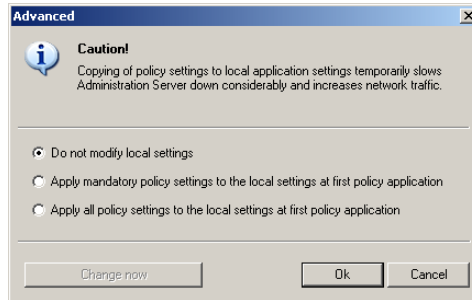 Advanced
Caution!
Copying of policy settings to local application settings temporarily slows
Administration Server down considerably and increases network traffic.
Do not modify local settings
Apply mandatory policy settings to the local settings at first policy application
Apply all policy settings to the local settings at first policy application
Change now
Ok
Cancel